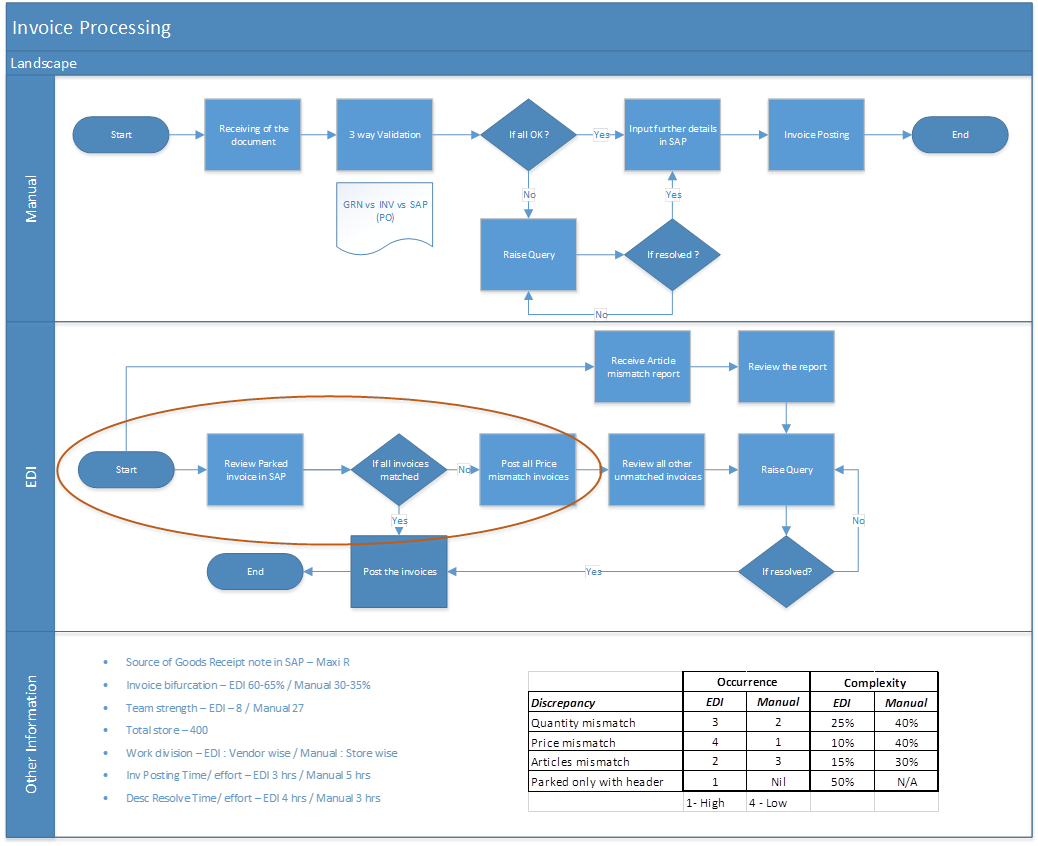 Invoice Processing
Landscape
Manual
Start
Receiving of the
document
3 way Validation
If all OK ?
Yes
Input further details
in SAP
Invoice Posting
End
GRN vs INV vs SAP
(PO)
No
Yes
Raise Query
If resolved ?
No
EDI
Receive Article
mismatch report
Review the report
Start
Review Parked
invoice in SAP
If all invoices
matched
No
Post all Price
mismatch invoices
Review all other
unmatched invoices
Raise Query
Yes
No
End
Post the invoices
Yes
If resolved?
Other Information
• Source of Goods Receipt note in SAP – Maxi R
• Invoice bifurcation – EDI 60-65% / Manual 30-35%
• Team strength – EDI – 8 / Manual 27
• Total store – 400
• Work division – EDI : Vendor wise / Manual : Store wise
• Inv Posting Time/ effort – EDI 3 hrs / Manual 5 hrs
• Desc Resolve Time/ effort – EDI 4 hrs / Manual 3 hrs
Occurrence Complexity
Discrepancy EDI Manual EDI Manual
Quantity mismatch 3 2 25% 40%
Price mismatch 4 1 10% 40%
Articles mismatch 2 3 15% 30%
Parked only with header 1 Nil 50% N/A
1- High 4 - Low